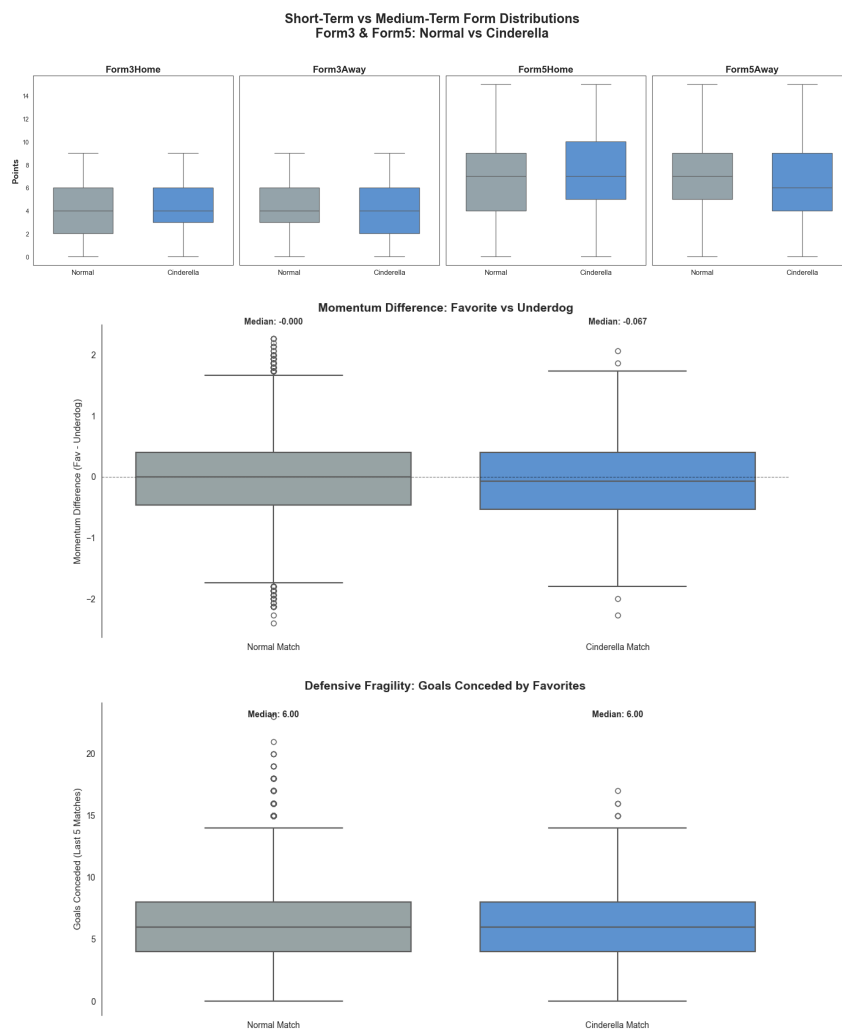 Short-Term vs Medium-Term Form Distributions
Form3 & Form5: Normal vs Cinderella
Form3Home
Form3Away
Form5Home
Form5Away
Points
14
12
10
8
6
4
2
0
Normal
Cinderella
Normal
Cinderella
Normal
Cinderella
Normal
Cinderella
Momentum Difference: Favorite vs Underdog
Median: -0.000
Median: -0.067
Momentum Difference (Fav - Underdog)
2
1
0
−1
−2
Normal Match
Cinderella Match
Defensive Fragility: Goals Conceded by Favorites
Median: 6.00
Median: 6.00
Goals Conceded (Last 5 Matches)
20
15
10
5
0
Normal Match
Cinderella Match